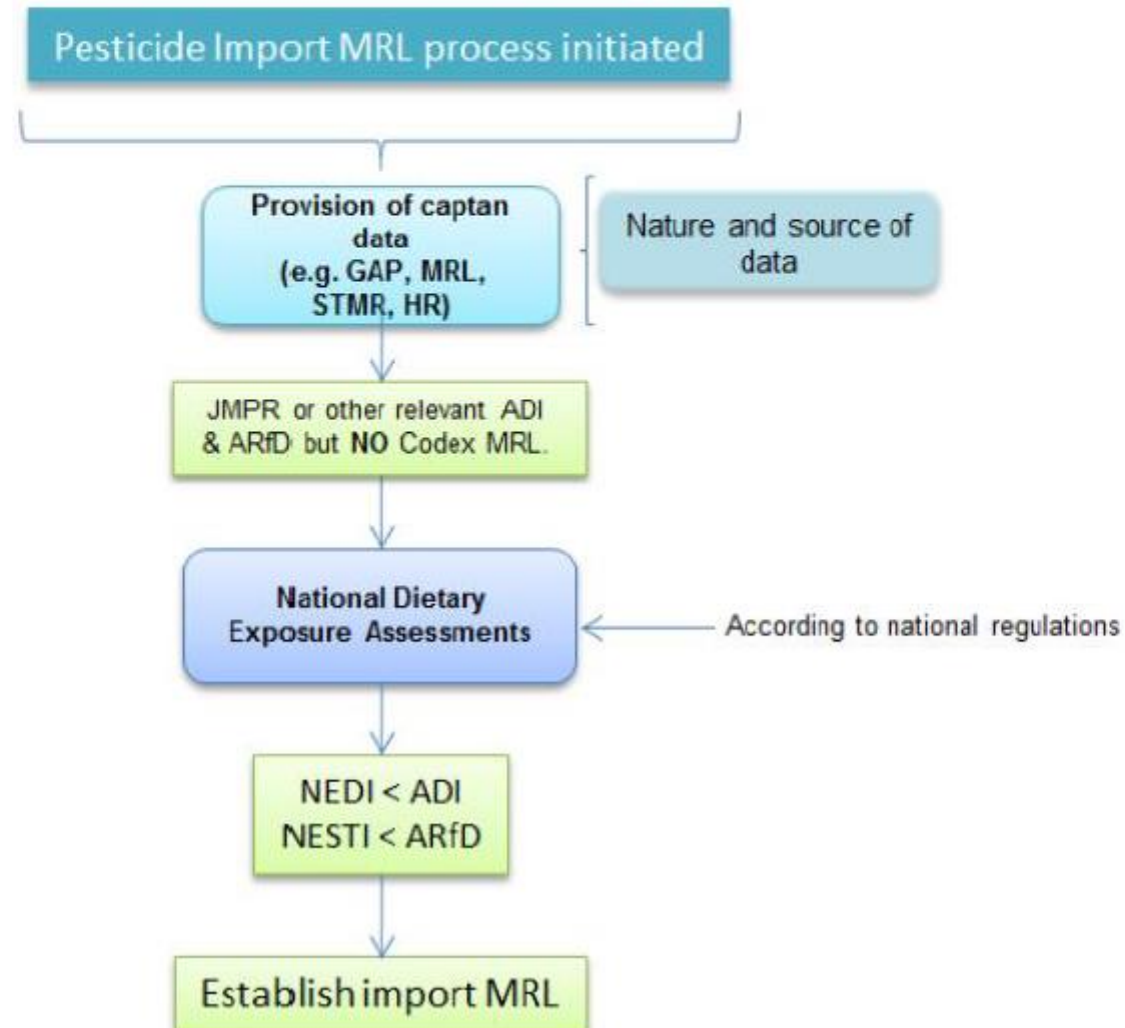 Pesticide Import MRL process initiated
Provision of captan
data
(e.g. GAP, MRL,
STMR, HR)
Nature and source of
data
JMPR or other relevant ADI
& ARfD but NO Codex MRL.
National Dietary
Exposure Assessments
According to national regulations
NEDI < ADI
NESTI < ARfD
Establish import MRL